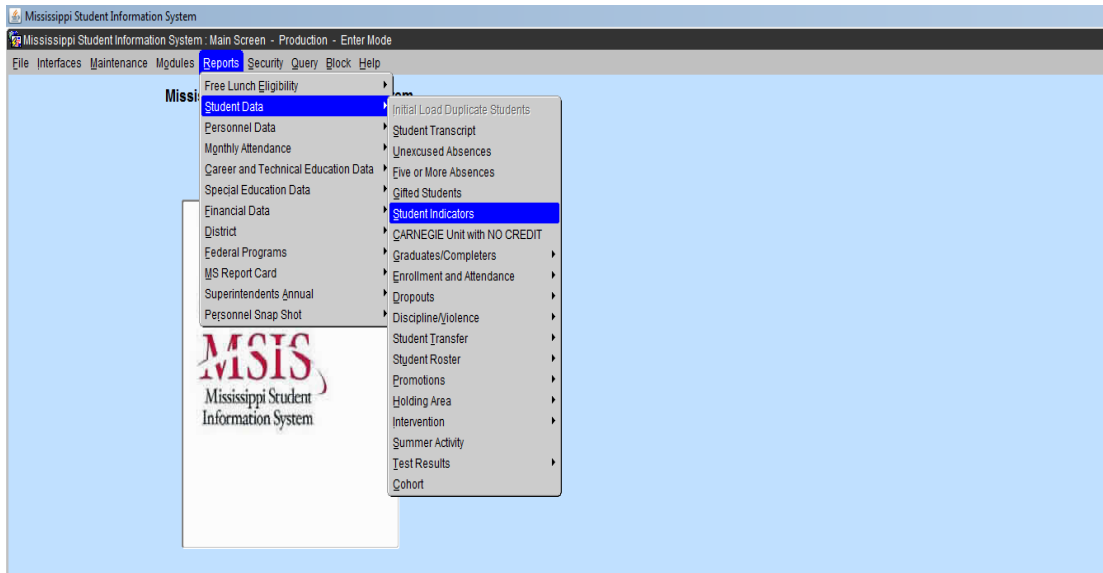 Mississippi Student Information System
Mississippi Student Information System : Main Screen - Production - Enter Mode
File Interfaces Maintenance Modules Reports Security Query Block Help
Free Lunch Eligibility
Student Data
Personnel Data
Monthly Attendance
Career and Technical Education Data
Special Education Data
Financial Data
District
Federal Programs
MS Report Card
Superintendents Annual
Personnel Snap Shot
Initial Load Duplicate Students
Student Transcript
Unexcused Absences
Five or More Absences
Gifted Students
Student Indicators
CARNEGIE Unit with NO CREDIT
Graduates/Completers
Enrollment and Attendance
Dropouts
Discipline/Violence
Student Transfer
Student Roster
Promotions
Holding Area
Intervention
Summer Activity
Test Results
Cohort
MSIS
Mississippi Student
Information System